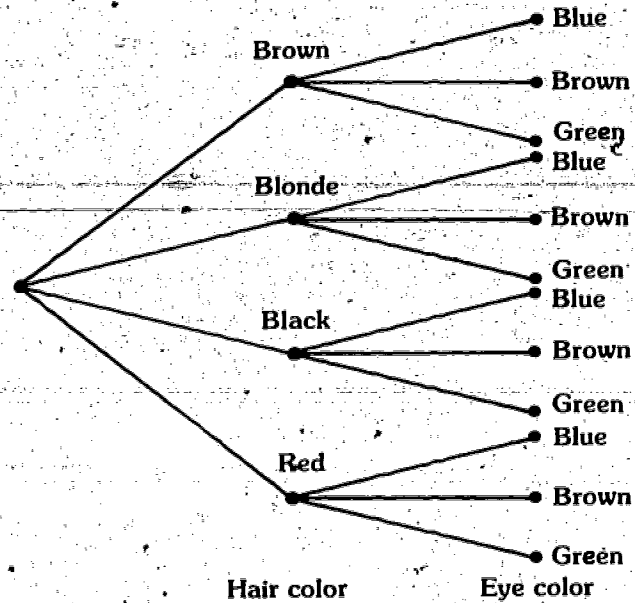 Blue
Brown
Brown
Green
Blue
Blonde
Brown
Green
Blue
Black
Brown
Green
Blue
Red
Brown
Green
Hair color Eye color